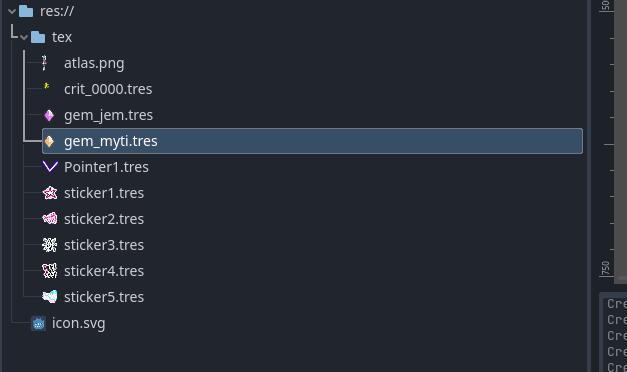 res://
tex
atlas.png
crit_0000.tres
gem_jem.tres
gem_myti.tres
Pointer1.tres
sticker1.tres
sticker2.tres
sticker3.tres
sticker4.tres
sticker5.tres
icon.svg
50
750
Cre
Cre
Cre
Cre
Cre